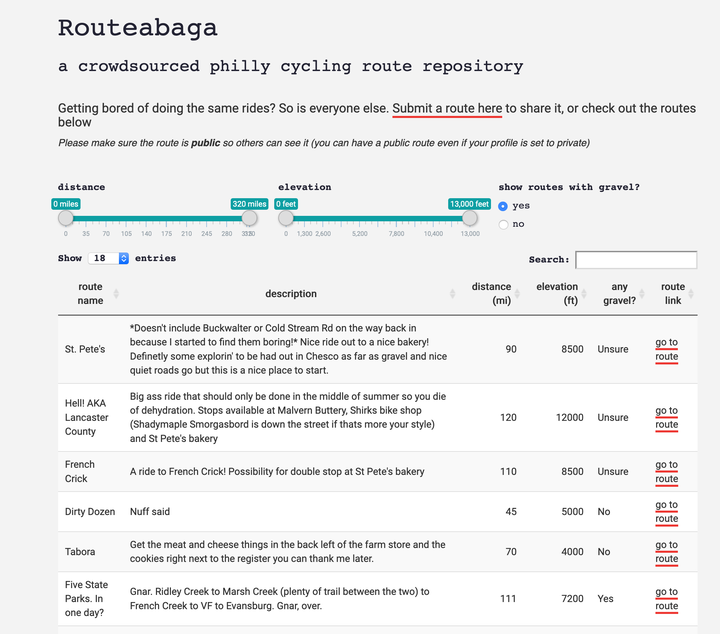 Routeabaga
a crowdsourced philly cycling route repository
Getting bored of doing the same rides? So is everyone else. Submit a route here to share it, or check out the routes
below
Please make sure the route is public so others can see it (you can have a public route even if your profile is set to private)
distance
elevation
show routes with gravel?
0 miles 320 miles
0 feet 13,000 feet
yes
no
0 35 70 105 140 175 210 245 280
0 1,300 2,600 5,200 7,800 10,400 13,000
Show 18 entries
Search:
route
name
description
distance
(mi)
elevation
(ft)
any
gravel?
route
link
St. Pete's
*Doesn't include Buckwalter or Cold Stream Rd on the way back in
because I started to find them boring!* Nice ride out to a nice bakery!
Definetly some explorin' to be had out in Chesco as far as gravel and nice
quiet roads go but this is a nice place to start.
90 8500 Unsure
go to
route
Hell! AKA
Lancaster
County
Big ass ride that should only be done in the middle of summer so you die
of dehydration. Stops available at Malvern Buttery, Shirks bike shop
(Shadymaple Smorgasbord is down the street if thats more your style)
and St Pete's bakery
120 12000 Unsure
go to
route
French
Crick
A ride to French Crick! Possibility for double stop at St Pete's bakery
110 8500 Unsure
go to
route
Dirty Dozen
Nuff said
45 5000 No
go to
route
Tabora
Get the meat and cheese things in the back left of the farm store and the
cookies right next to the register you can thank me later.
70 4000 No
go to
route
Five State
Parks. In
one day?
Gnar. Ridley Creek to Marsh Creek (plenty of trail between the two) to
French Creek to VF to Evansburg. Gnar, over.
111 7200 Yes
go to
route